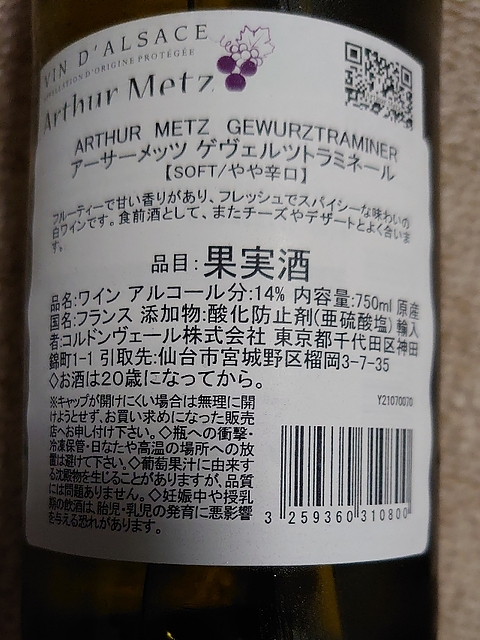 VIN D'ALSACE
APPELLATION D'ORIGINE PROTÉGÉE
Arthur Metz
ARTHUR METZ GEWURZTRAMINER
アーサーメッツ ゲヴェルツトラミネール
【SOFT/やや辛口】
フルーティーで甘い香りがあり、フレッシュでスパイシーな味わいの
白ワインです。食前酒として、またチーズやデザートとよく合いま
す。
品目:果実酒
品名:ワイン アルコール分:14% 内容量:750ml 原産
国名:フランス 添加物:酸化防止剤(亜硫酸塩) 輸入
者:コルドンヴェール株式会社 東京都千代田区神田
錦町1-1 引取先:仙台市宮城野区榴岡3-7-35
◇お酒は20歳になってから。
※キャップが開けにくい場合は無理に開
けようとせず、お買い求めになった販売
店へお申し付け下さい。◇瓶への衝撃・
冷凍保管・日なたや高温の場所への放
置は避けて下さい。◇葡萄果汁に由来す
る沈殿物を生じることがありますが、品質
には問題ありません。◇妊娠中や授乳
期の飲酒は、胎児・乳児の発育に悪影響
を与える恐れがあります。
Y21070070
3 259360 310800